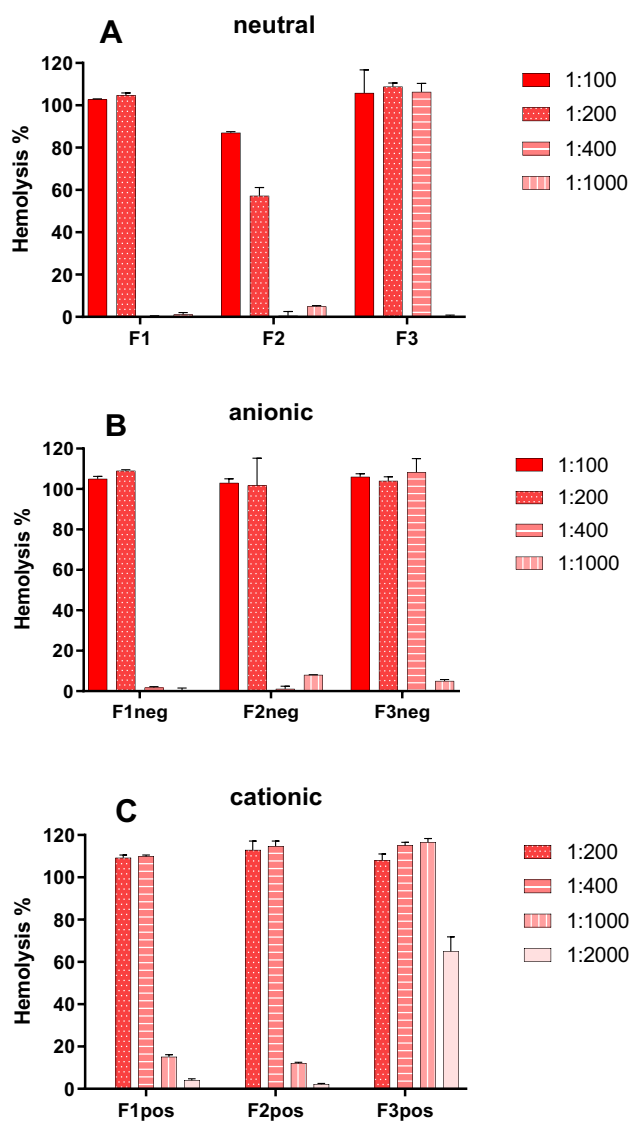 A
neutral
Hemolysis %
120
100
80
60
40
20
0
F1
F2
F3
1:100
1:200
1:400
1:1000
B
anionic
Hemolysis %
120
100
80
60
40
20
0
F1neg
F2neg
F3neg
1:100
1:200
1:400
1:1000
C
cationic
Hemolysis %
120
100
80
60
40
20
0
F1pos
F2pos
F3pos
1:200
1:400
1:1000
1:2000